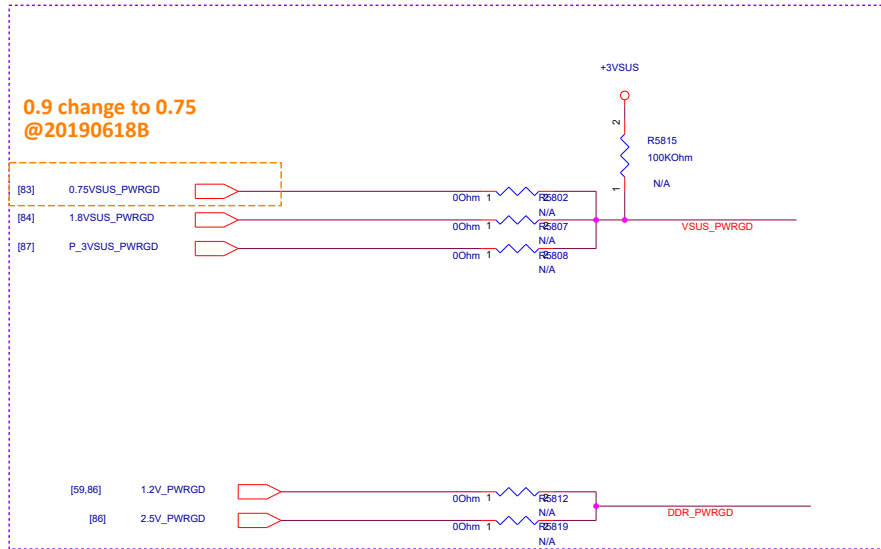 +3VSUS
0.9 change to 0.75
@20190618B
2
R5815
100KOhm
N/A
1
[83] 0.75VSUS_PWRGD
0Ohm 1 2 R5802
N/A
[84] 1.8VSUS_PWRGD
0Ohm 1 2 R5807
N/A
VSUS_PWRGD
[87] P_3VSUS_PWRGD
0Ohm 1 2 R5808
N/A
[59,86] 1.2V_PWRGD
0Ohm 1 2 R5812
N/A
DDR_PWRGD
[86] 2.5V_PWRGD
0Ohm 1 2 R5819
N/A